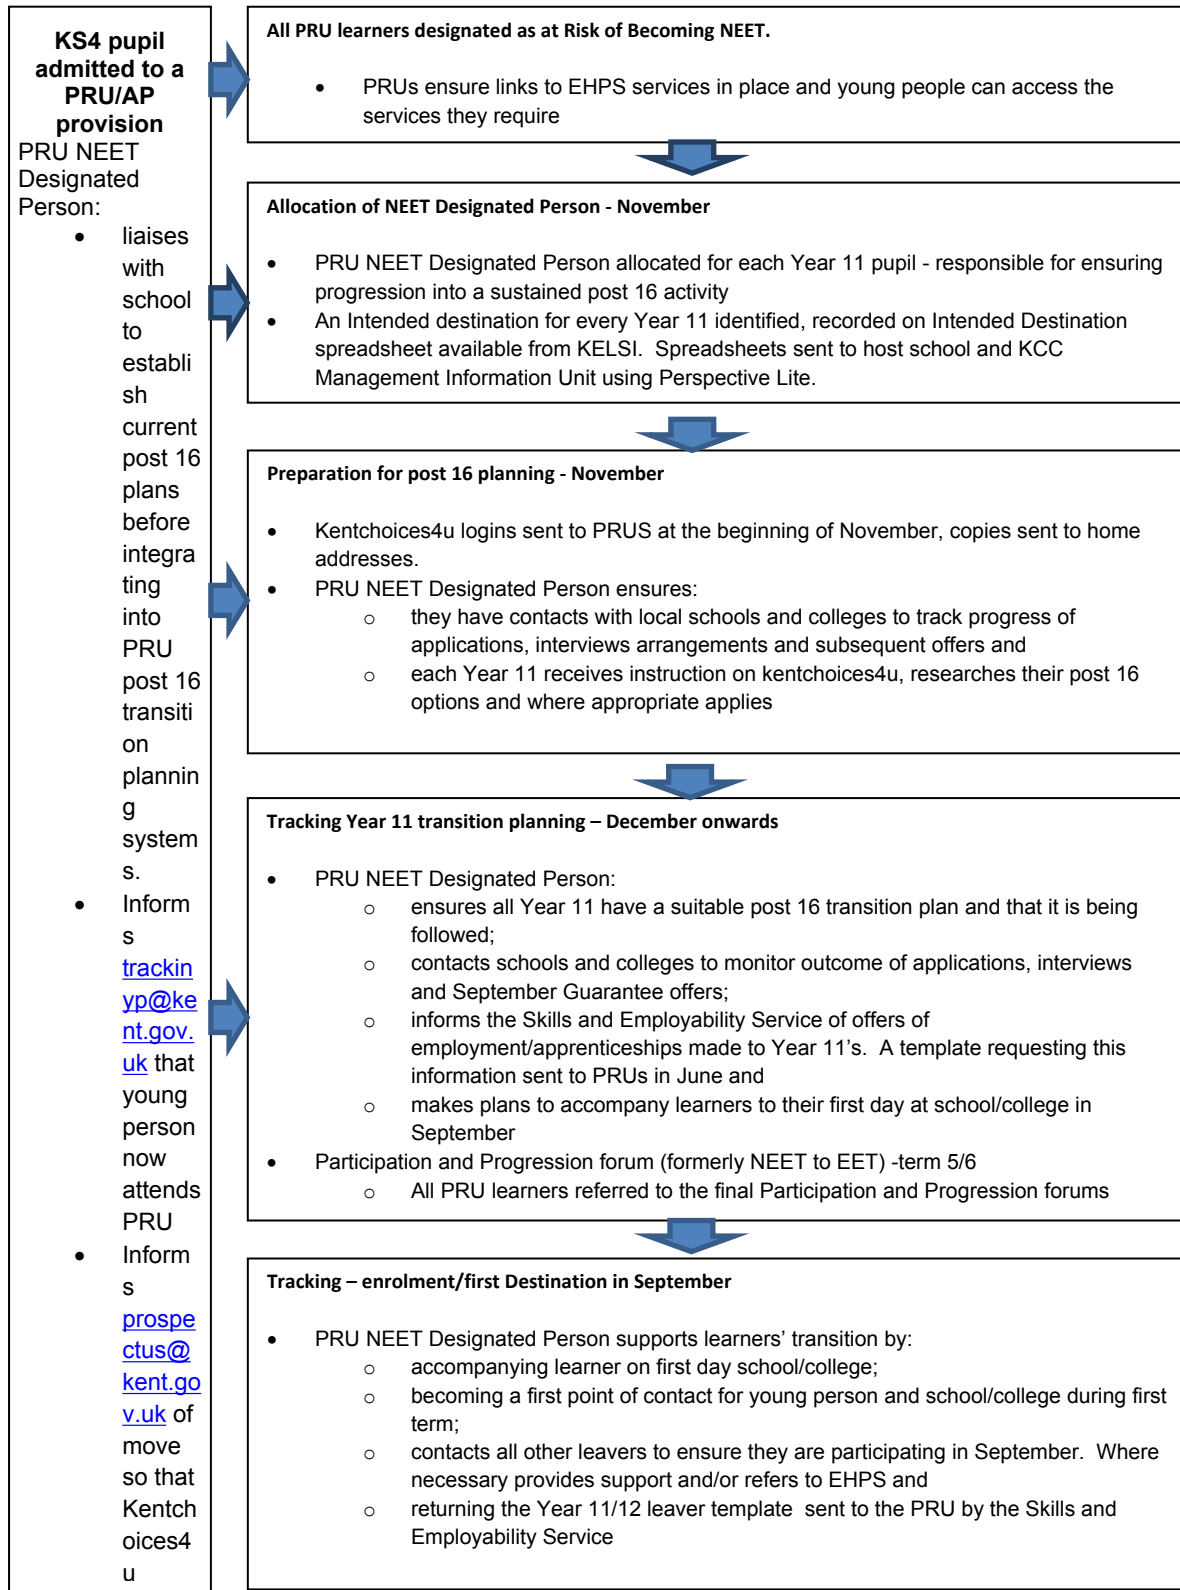 KS4 pupil
admitted to a
PRU/AP
provision
PRU NEET
Designated
Person:
• liaises
with
school
to
establi
sh
current
post 16
plans
before
integra
ting
into
PRU
post 16
transiti
on
plannin
g
system
s.
• Inform
s
trackin
yp@ke
nt.gov.
uk that
young
person
now
attends
PRU
• Inform
s
prospe
ctus@
kent.go
v.uk of
move
so that
Kentch
oices4
u
All PRU learners designated as at Risk of Becoming NEET.
• PRUs ensure links to EHPS services in place and young people can access the
services they require
Allocation of NEET Designated Person - November
• PRU NEET Designated Person allocated for each Year 11 pupil - responsible for ensuring
progression into a sustained post 16 activity
• An Intended destination for every Year 11 identified, recorded on Intended Destination
spreadsheet available from KELSI. Spreadsheets sent to host school and KCC
Management Information Unit using Perspective Lite.
Preparation for post 16 planning - November
• Kentchoices4u logins sent to PRUS at the beginning of November, copies sent to home
addresses.
• PRU NEET Designated Person ensures:
o they have contacts with local schools and colleges to track progress of
applications, interviews arrangements and subsequent offers and
o each Year 11 receives instruction on kentchoices4u, researches their post 16
options and where appropriate applies
Tracking Year 11 transition planning – December onwards
• PRU NEET Designated Person:
o ensures all Year 11 have a suitable post 16 transition plan and that it is being
followed;
o contacts schools and colleges to monitor outcome of applications, interviews
and September Guarantee offers;
o informs the Skills and Employability Service of offers of
employment/apprenticeships made to Year 11's. A template requesting this
information sent to PRUs in June and
o makes plans to accompany learners to their first day at school/college in
September
• Participation and Progression forum (formerly NEET to EET) -term 5/6
o All PRU learners referred to the final Participation and Progression forums
Tracking – enrolment/first Destination in September
• PRU NEET Designated Person supports learners' transition by:
o accompanying learner on first day school/college;
o becoming a first point of contact for young person and school/college during first
term;
o contacts all other leavers to ensure they are participating in September. Where
necessary provides support and/or refers to EHPS and
o returning the Year 11/12 leaver template sent to the PRU by the Skills and
Employability Service